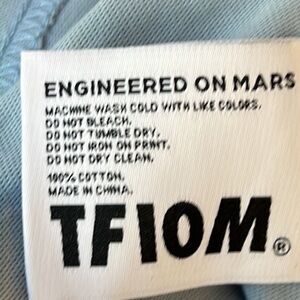 ENGINEERED ON MARS
MACHINE WASH COLD WITH LIKE COLORS.
DO NOT BLEACH.
DO NOT TUMBLE DRY.
DO NOT IRON ON PRINT.
DO NOT DRY CLEAN.
100% COTTON.
MADE IN CHINA.
TFIOM®